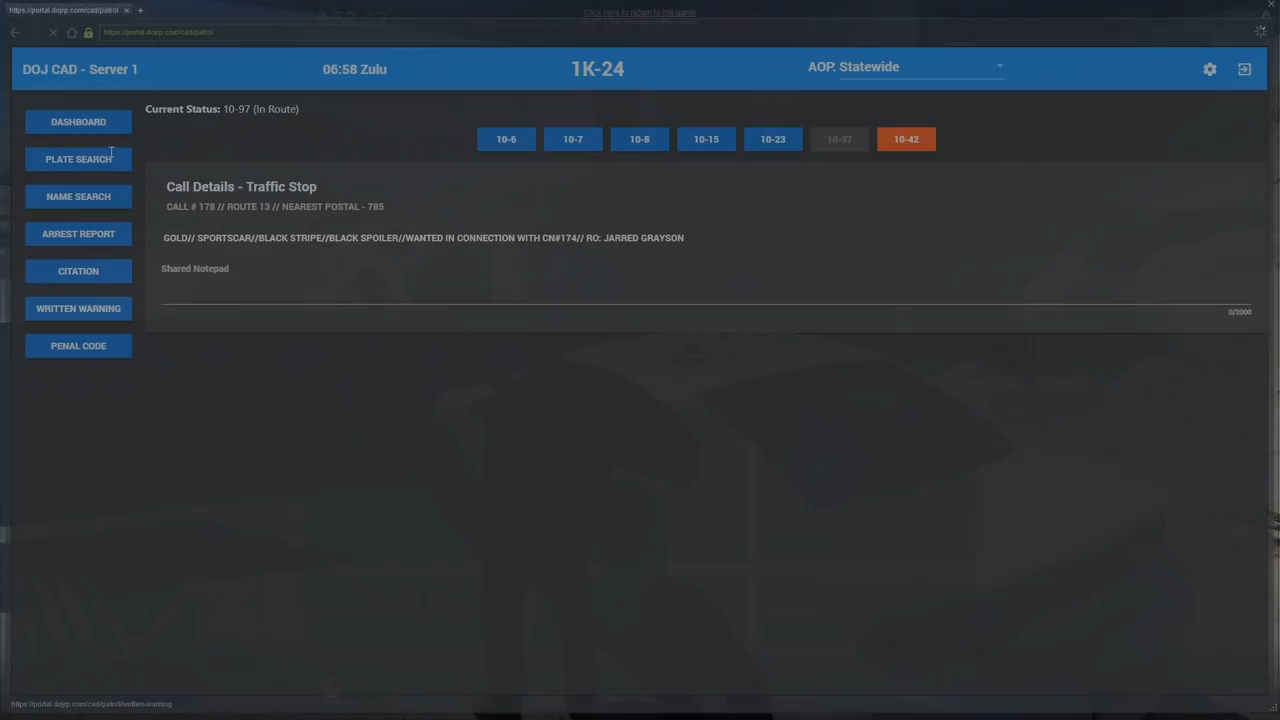 https://portal.dojrp.com/cad/patrol
Click here to return to the game
https://portal.dojrp.com/cad/patrol
DOJ CAD - Server 1
06:58 Zulu
1K-24
AOP: Statewide
DASHBOARD
PLATE SEARCH
NAME SEARCH
ARREST REPORT
CITATION
WRITTEN WARNING
PENAL CODE
Current Status: 10-97 (In Route)
10-6
10-7
10-8
10-15
10-23
10-97
10-42
Call Details - Traffic Stop
CALL # 178 // ROUTE 13 // NEAREST POSTAL - 785
GOLD// SPORTSCAR//BLACK STRIPE//BLACK SPOILER//WANTED IN CONNECTION WITH CN#174// RO: JARRED GRAYSON
Shared Notepad
0/2000
https://portal.dojrp.com/cad/patrol/written-warning